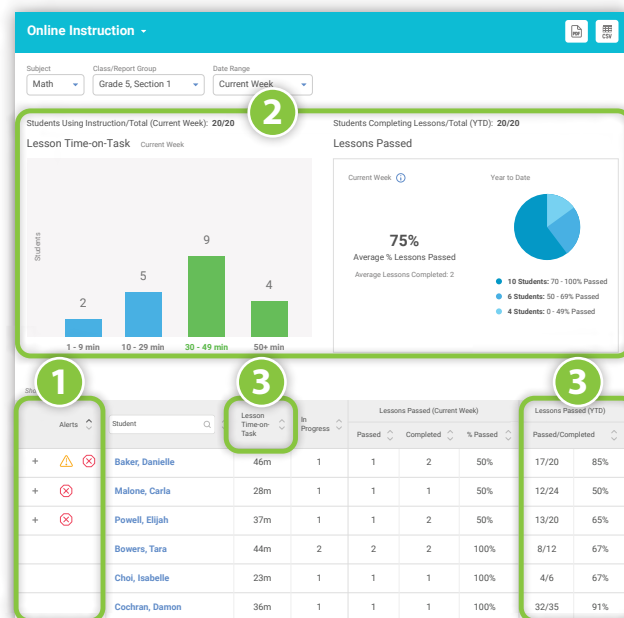 Online Instruction
PDF
CSV
Subject Class/Report Group Date Range
Math Grade 5, Section 1 Current Week
2
Students Using Instruction/Total (Current Week): 20/20
Students Completing Lessons/Total (YTD): 20/20
Lesson Time-on-Task Current Week
Lessons Passed
Students
2
5
9
4
1 - 9 min 10 - 29 min 30 - 49 min 50+ min
Current Week
Year to Date
75%
Average % Lessons Passed
Average Lessons Completed: 2
10 Students: 70 - 100% Passed
6 Students: 50 - 69% Passed
4 Students: 0 - 49% Passed
1
3
3
Alerts Student Lesson Time-on-Task In Progress Lessons Passed (Current Week) Lessons Passed (YTD)
Passed Completed % Passed Passed/Completed
+ Baker, Danielle 46m 1 1 2 50% 17/20 85%
+ Malone, Carla 28m 1 1 1 50% 12/24 50%
+ Powell, Elijah 37m 1 1 2 50% 13/20 65%
Bowers, Tara 44m 2 2 2 100% 8/12 67%
Choi, Isabelle 23m 1 1 1 100% 4/6 67%
Cochran, Damon 36m 1 1 1 100% 32/35 91%